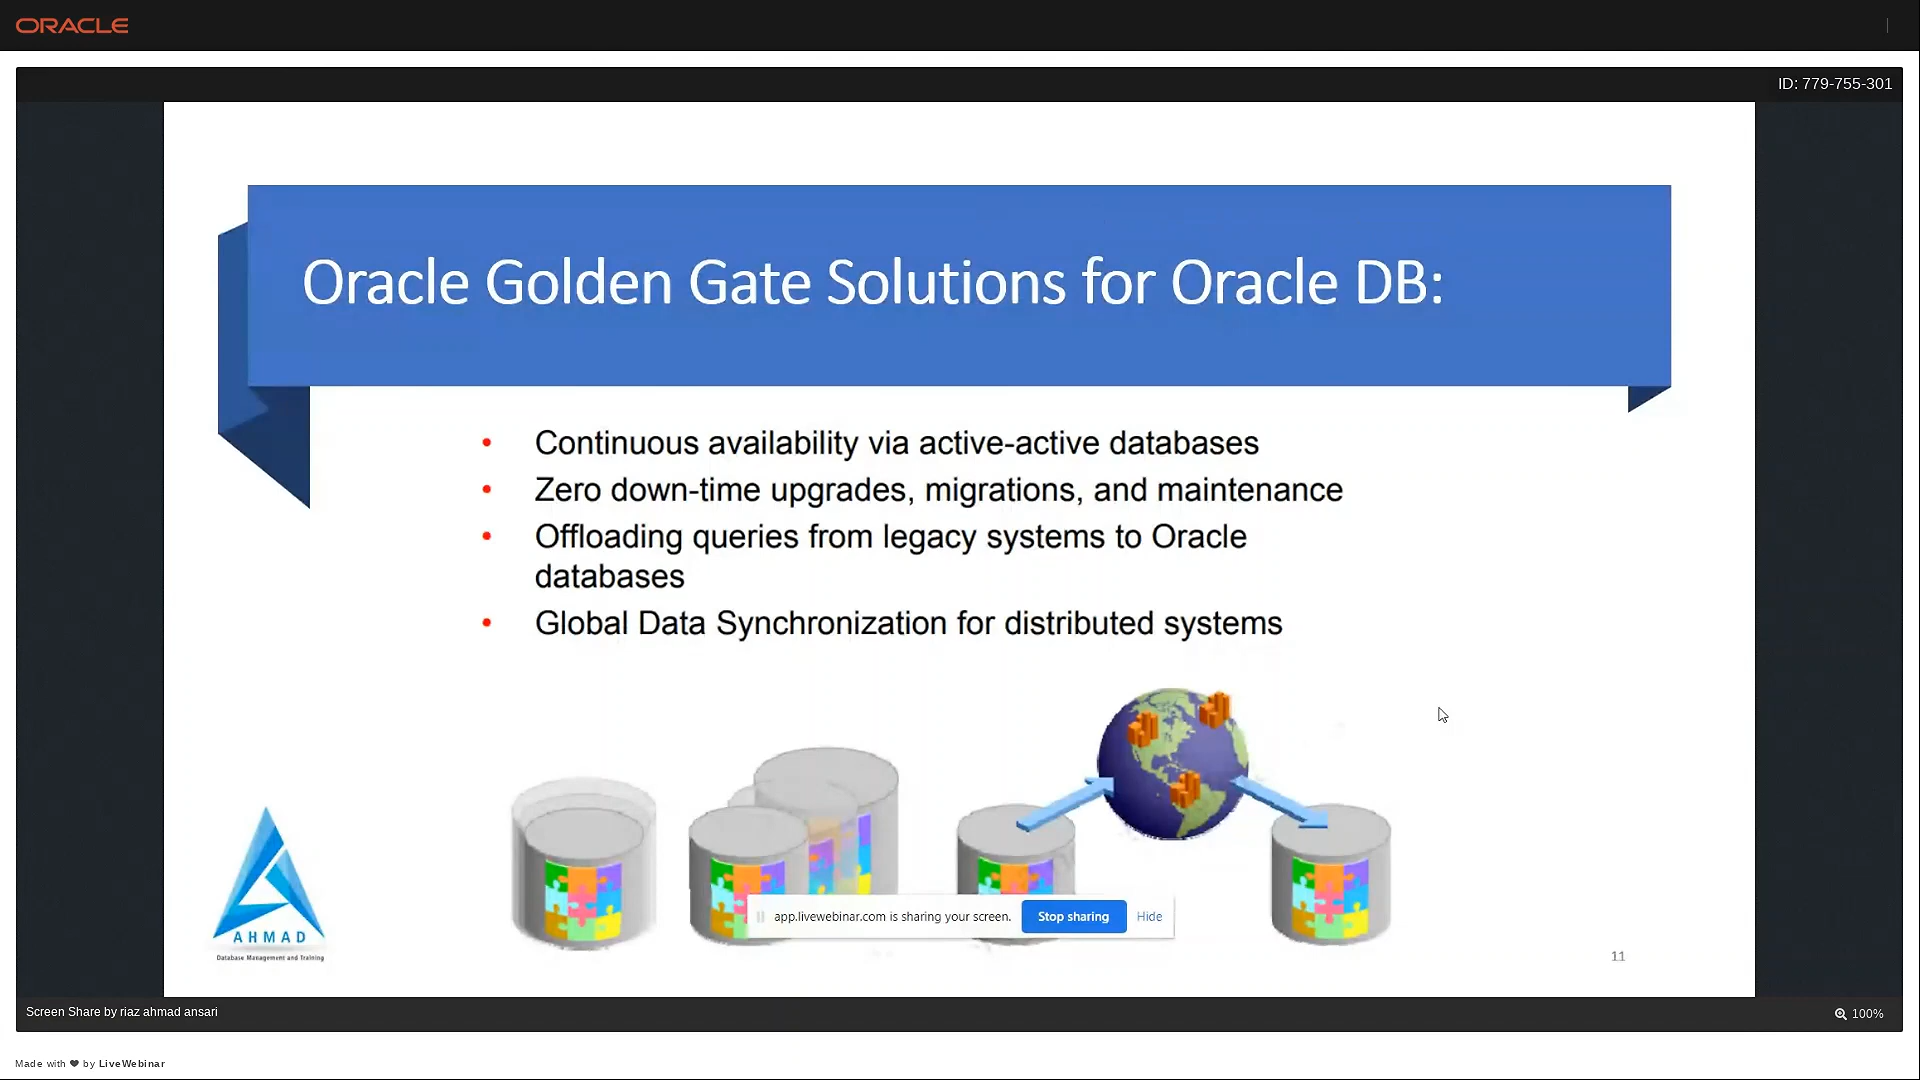 ORACLE
ID: 779-755-301
Oracle Golden Gate Solutions for Oracle DB:
• Continuous availability via active-active databases
• Zero down-time upgrades, migrations, and maintenance
• Offloading queries from legacy systems to Oracle
databases
• Global Data Synchronization for distributed systems
AHMAD
Database Management and Training
app.livewebinar.com is sharing your screen. Stop sharing Hide
11
Screen Share by riaz ahmad ansari
100%
Made with ❤ by LiveWebinar